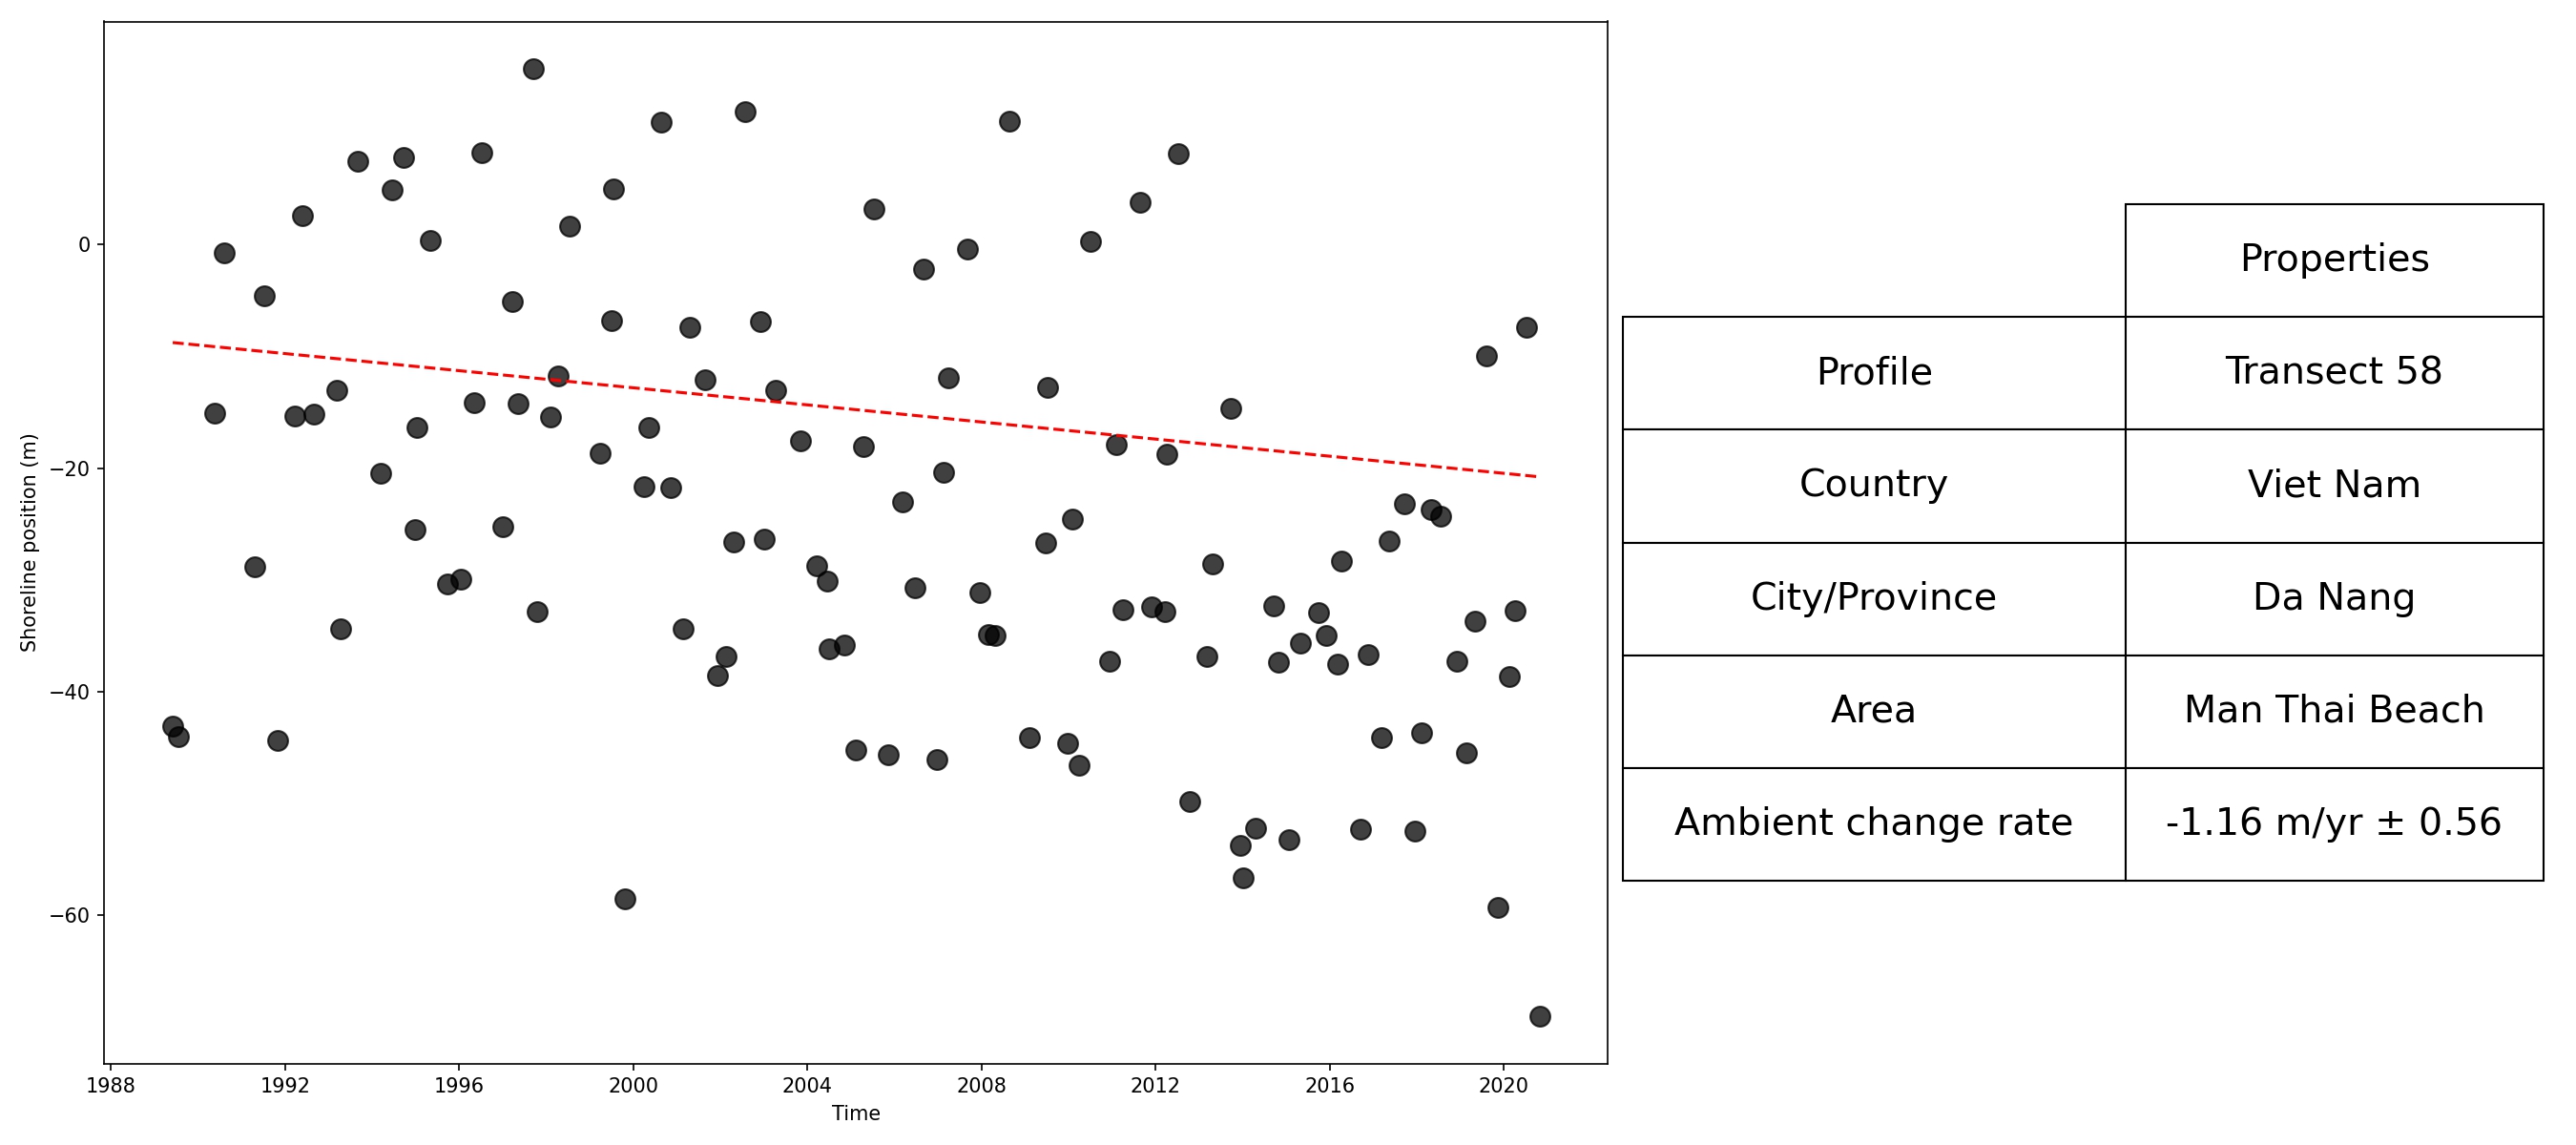 Shoreline position (m)
0
−20
−40
−60
1988 1992 1996 2000 2004 2008 2012 2016 2020
Time
Properties
Profile Transect 58
Country Viet Nam
City/Province Da Nang
Area Man Thai Beach
Ambient change rate -1.16 m/yr ± 0.56